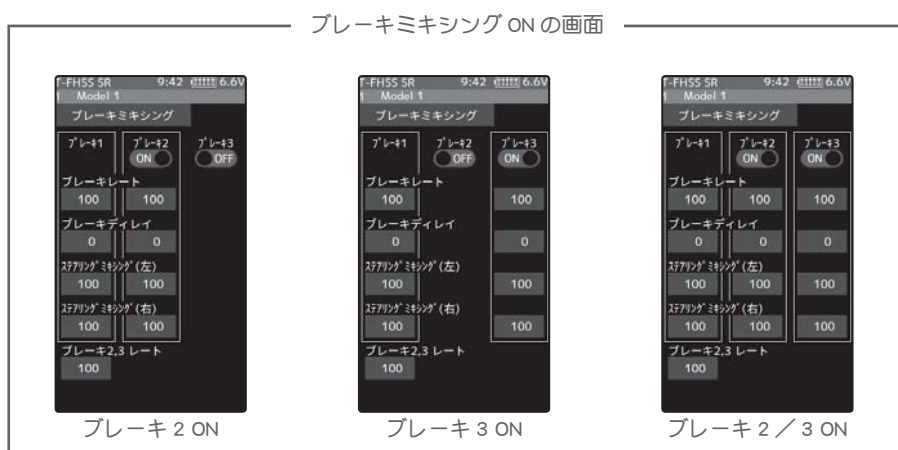 ブレーキミキシング ON の画面
T-FHSS SR 9:42 6.6V
1 Model 1
ブレーキミキシング
ブレーキ1 ブレーキ2 ブレーキ3
ON OFF
ブレーキレート
100 100
ブレーキディレイ
0 0
ステアリングミキシング(左)
100 100
ステアリングミキシング(右)
100 100
ブレーキ2,3 レート
100
ブレーキ 2 ON
T-FHSS SR 9:42 6.6V
1 Model 1
ブレーキミキシング
ブレーキ1 ブレーキ2 ブレーキ3
OFF ON
ブレーキレート
100 100
ブレーキディレイ
0 0
ステアリングミキシング(左)
100 100
ステアリングミキシング(右)
100 100
ブレーキ2,3 レート
100
ブレーキ 3 ON
T-FHSS SR 9:42 6.6V
1 Model 1
ブレーキミキシング
ブレーキ1 ブレーキ2 ブレーキ3
ON ON
ブレーキレート
100 100 100
ブレーキディレイ
0 0 0
ステアリングミキシング(左)
100 100 100
ステアリングミキシング(右)
100 100 100
ブレーキ2,3 レート
100
ブレーキ 2 ／ 3 ON